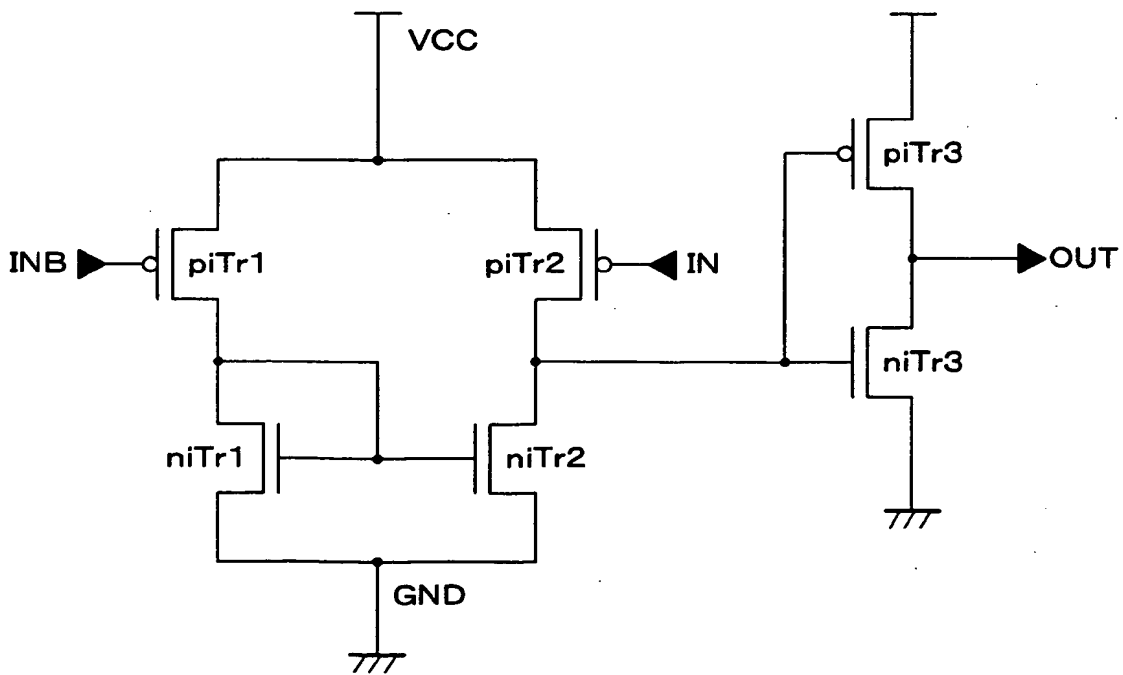 VCC
piTr3
INB
piTr1
piTr2
IN
OUT
niTr3
niTr1
niTr2
GND